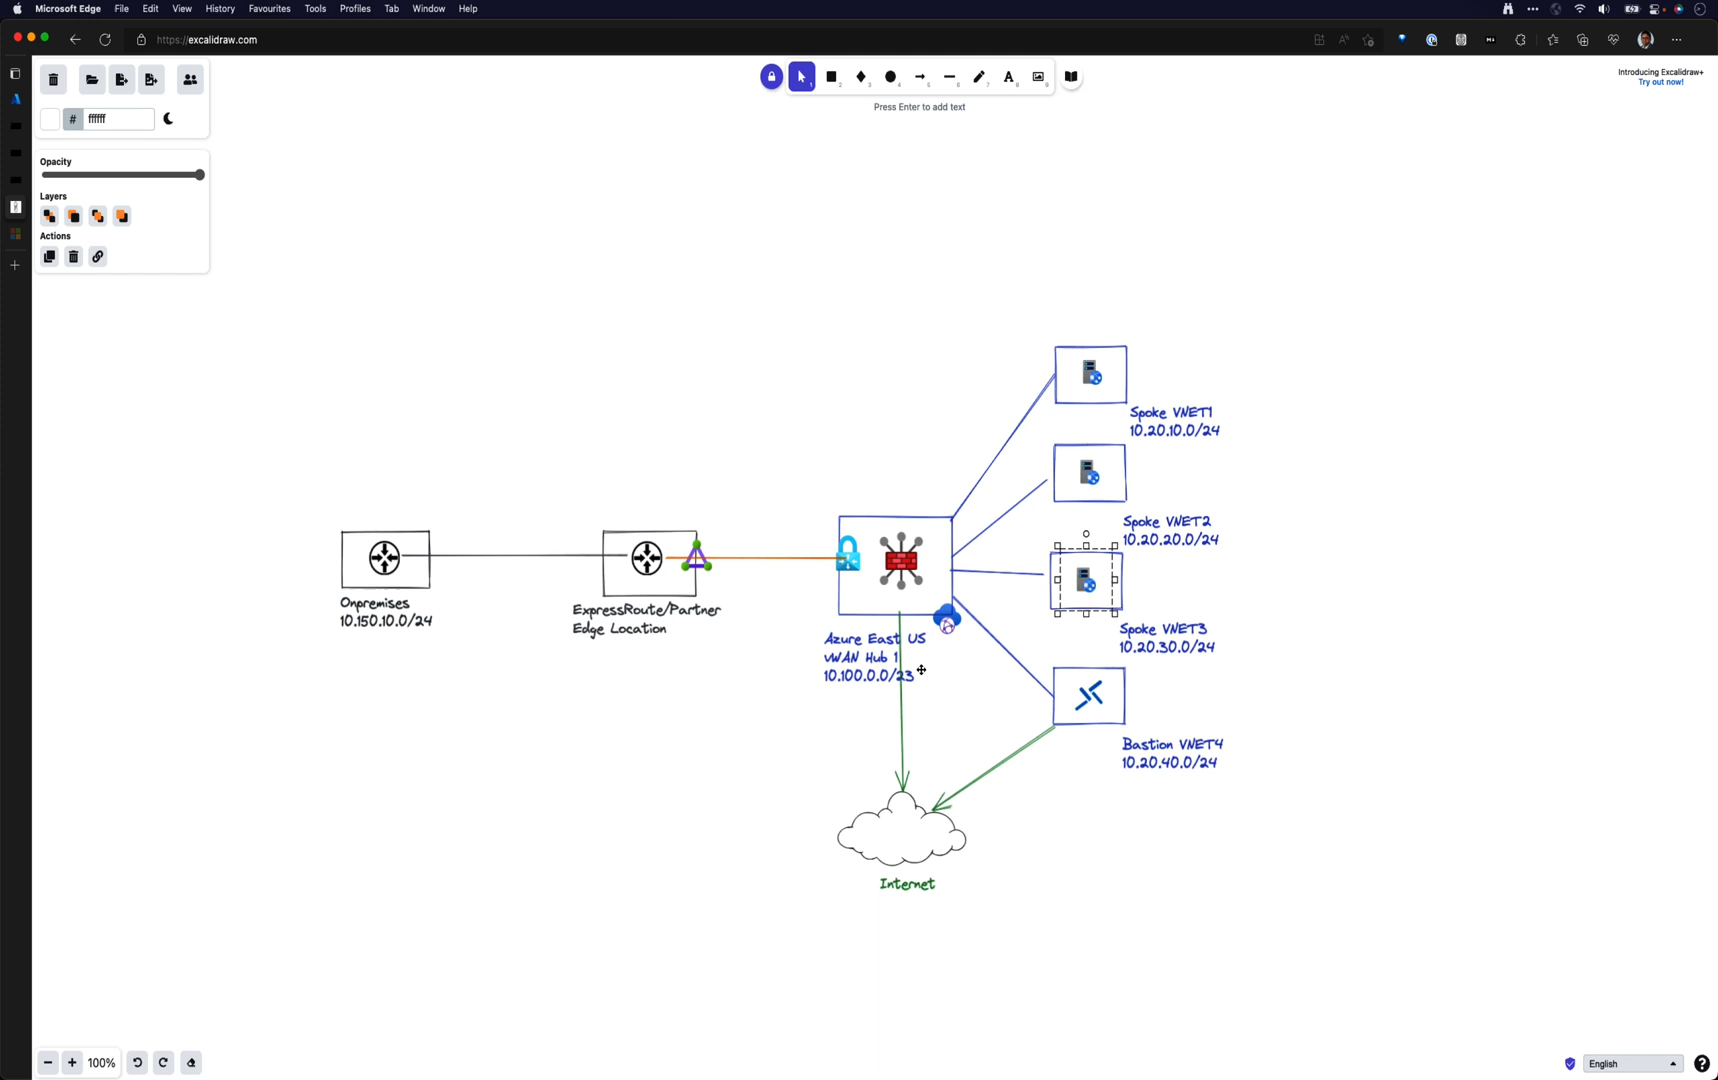 Microsoft Edge File Edit View History Favourites Tools Profiles Tab Window Help
https://excalidraw.com
Introducing Excalidraw+
Try out now!
Press Enter to add text
# ffffff
Opacity
Layers
Actions
Spoke VNET1
10.20.10.0/24
Spoke VNET2
10.20.20.0/24
Onpremises
10.150.10.0/24
ExpressRoute/Partner
Edge Location
Azure East US
vWAN Hub 1
10.100.0.0/23
Spoke VNET3
10.20.30.0/24
Bastion VNET4
10.20.40.0/24
Internet
100%
English